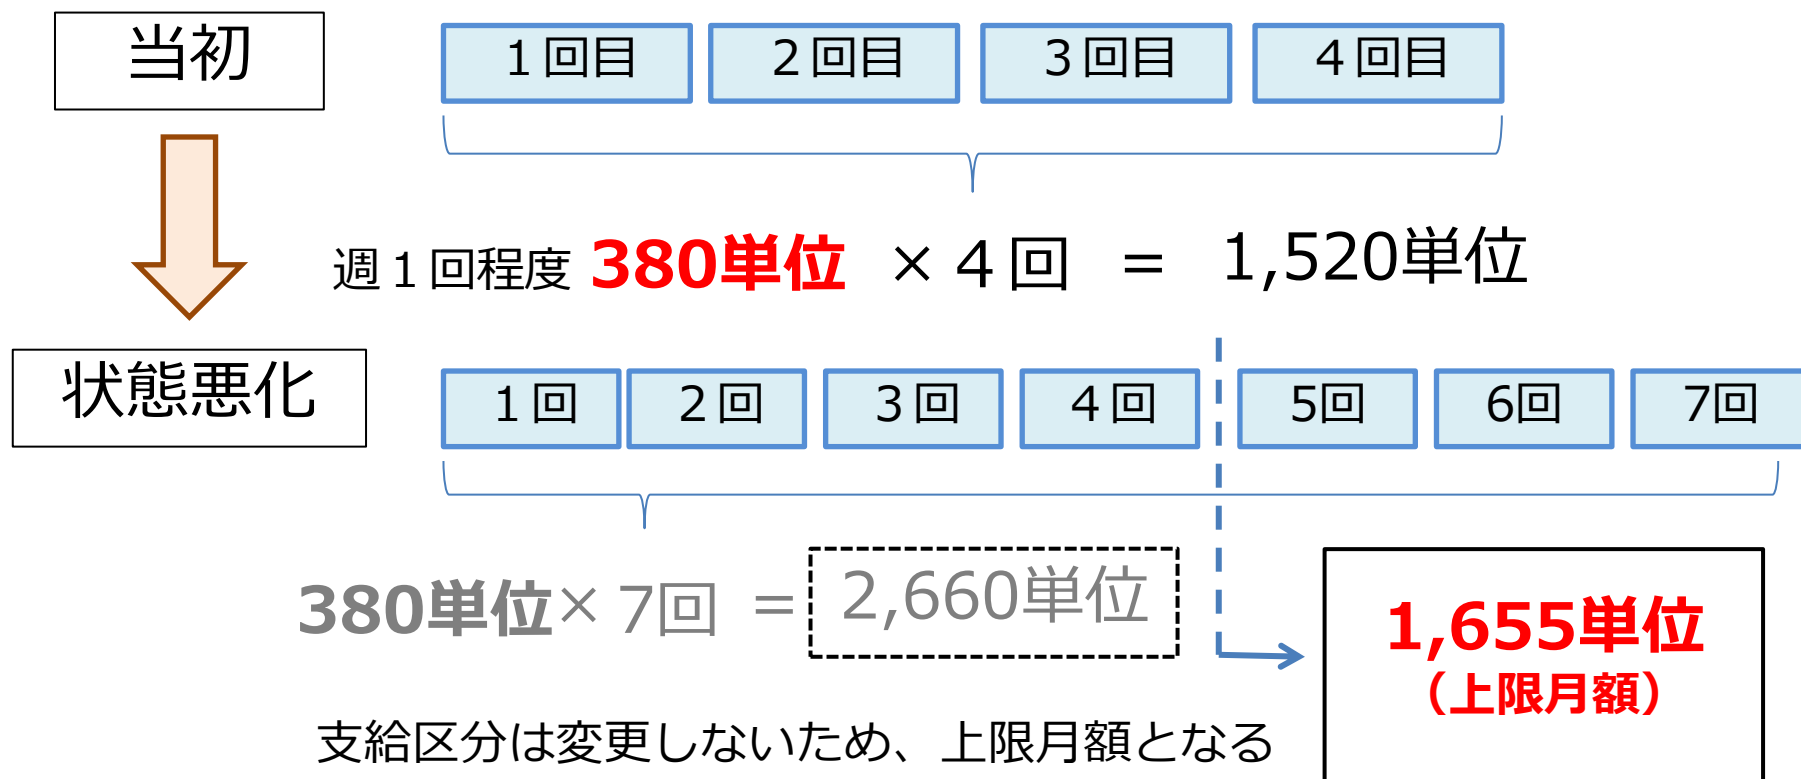 当初
１回目 ２回目 ３回目 ４回目
週１回程度 380単位 ×４回 ＝ 1,520単位
状態悪化
１回 ２回 ３回 ４回 5回 6回 7回
380単位× 7回 ＝ 2,660単位
1,655単位
（上限月額）
支給区分は変更しないため、上限月額となる